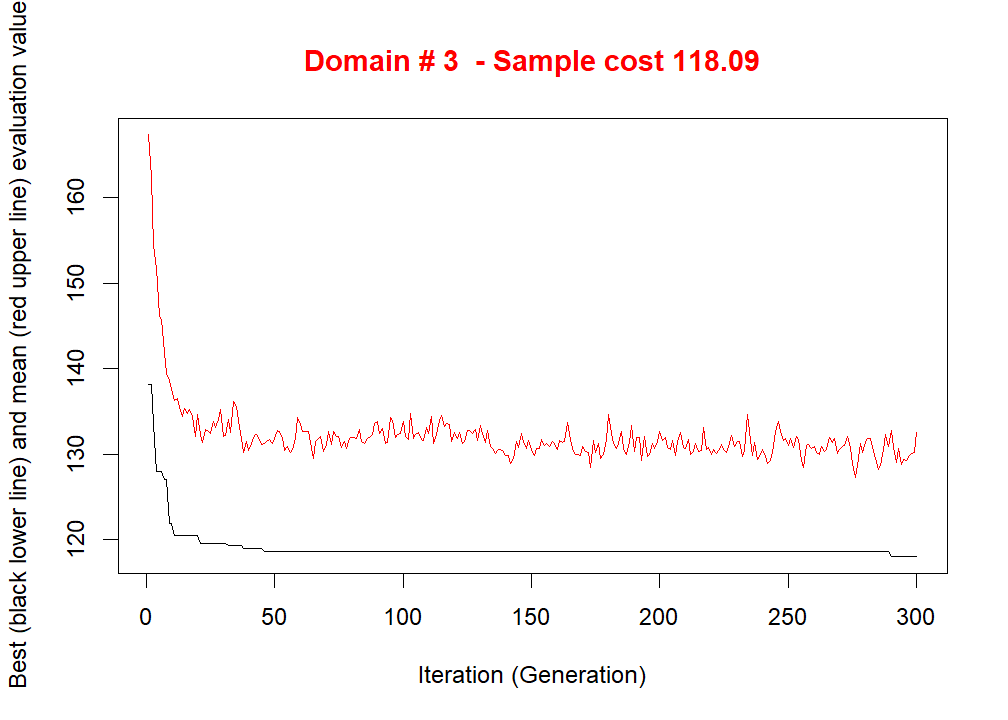 Domain # 3  - Sample cost 118.09
Best (black lower line) and mean (red upper line) evaluation value
160
150
140
130
120
0 50 100 150 200 250 300
Iteration (Generation)